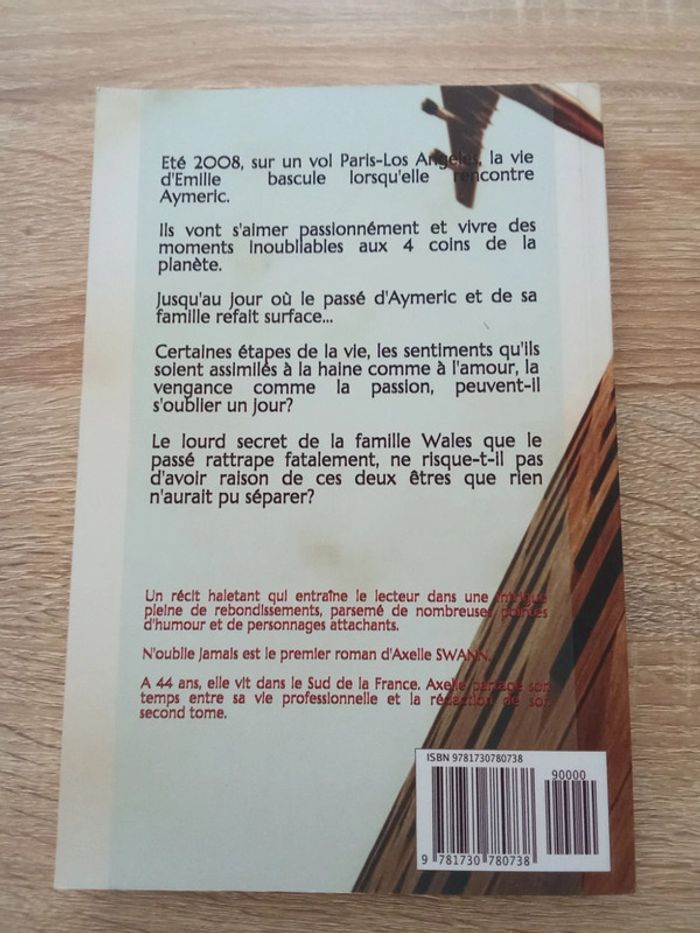 Eté 2008, sur un vol Paris-Los Angeles, la vie
d'Emilie bascule lorsqu'elle rencontre
Aymeric.
Ils vont s'aimer passionnément et vivre des
moments inoubliables aux 4 coins de la
planète.
Jusqu'au jour où le passé d'Aymeric et de sa
famille refait surface...
Certaines étapes de la vie, les sentiments qu'ils
soient assimilés à la haine comme à l'amour, la
vengance comme la passion, peuvent-il
s'oublier un jour?
Le lourd secret de la famille Wales que le
passé rattrape fatalement, ne risque-t-il pas
d'avoir raison de ces deux êtres que rien
n'aurait pu séparer?
Un récit haletant qui entraîne le lecteur dans une intrigue
pleine de rebondissements, parsemé de nombreuses pointes
d'humour et de personnages attachants.
N'oublie jamais est le premier roman d'Axelle SWANN.
A 44 ans, elle vit dans le Sud de la France. Axelle partage son
temps entre sa vie professionnelle et la rédaction de son
second tome.
ISBN 9781730780738
90000
9 781730 780738